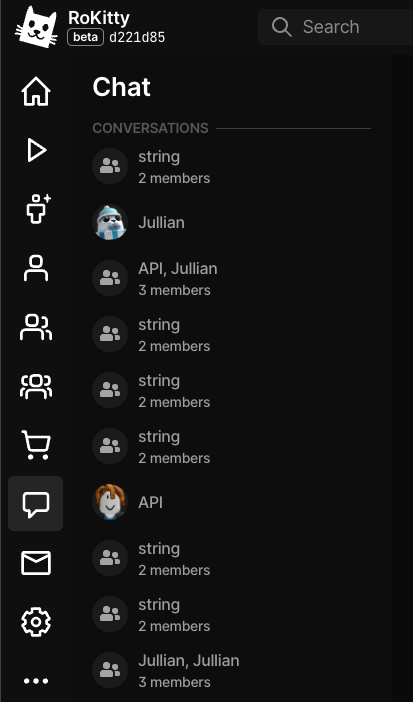 RoKitty
beta d221d85
Search
Chat
CONVERSATIONS
string
2 members
Jullian
API, Jullian
3 members
string
2 members
string
2 members
string
2 members
API
string
2 members
string
2 members
Jullian, Jullian
3 members